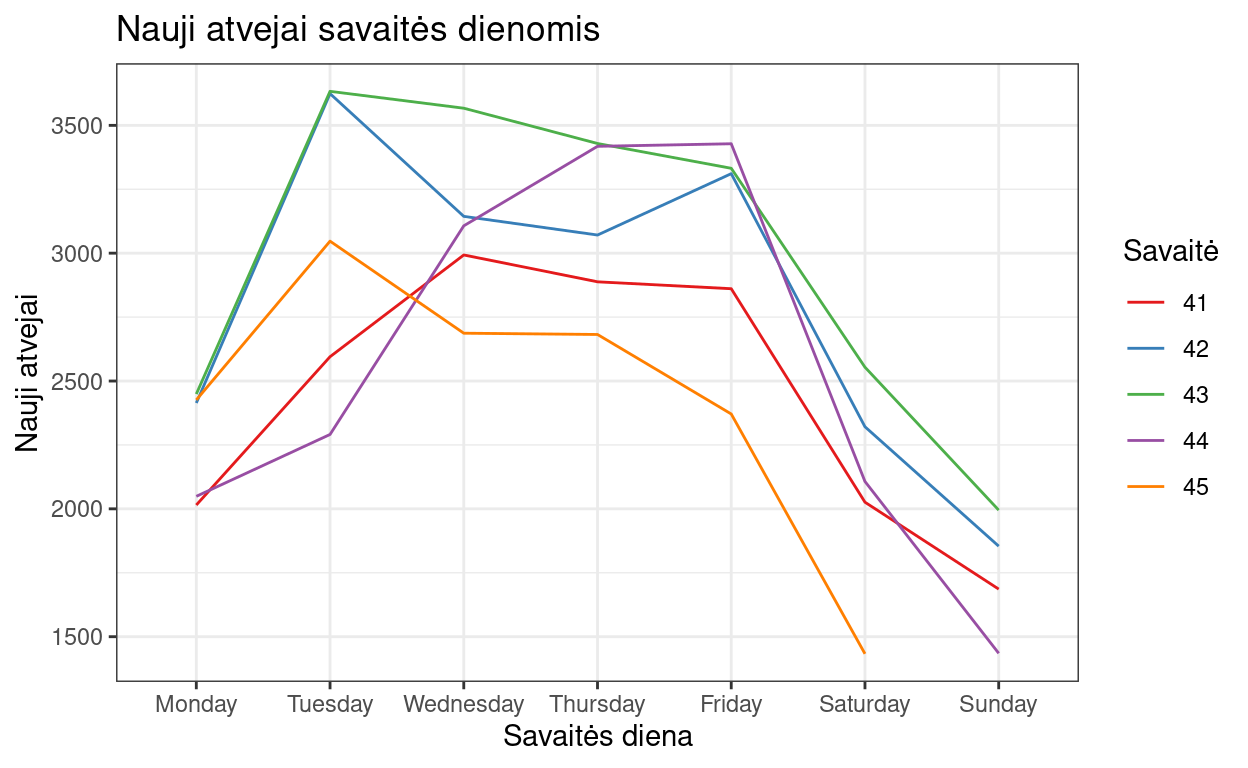 Nauji atvejai savaitės dienomis
Nauji atvejai
3500
3000
2500
2000
1500
Monday Tuesday Wednesday Thursday Friday Saturday Sunday
Savaitės diena
Savaitė
41
42
43
44
45